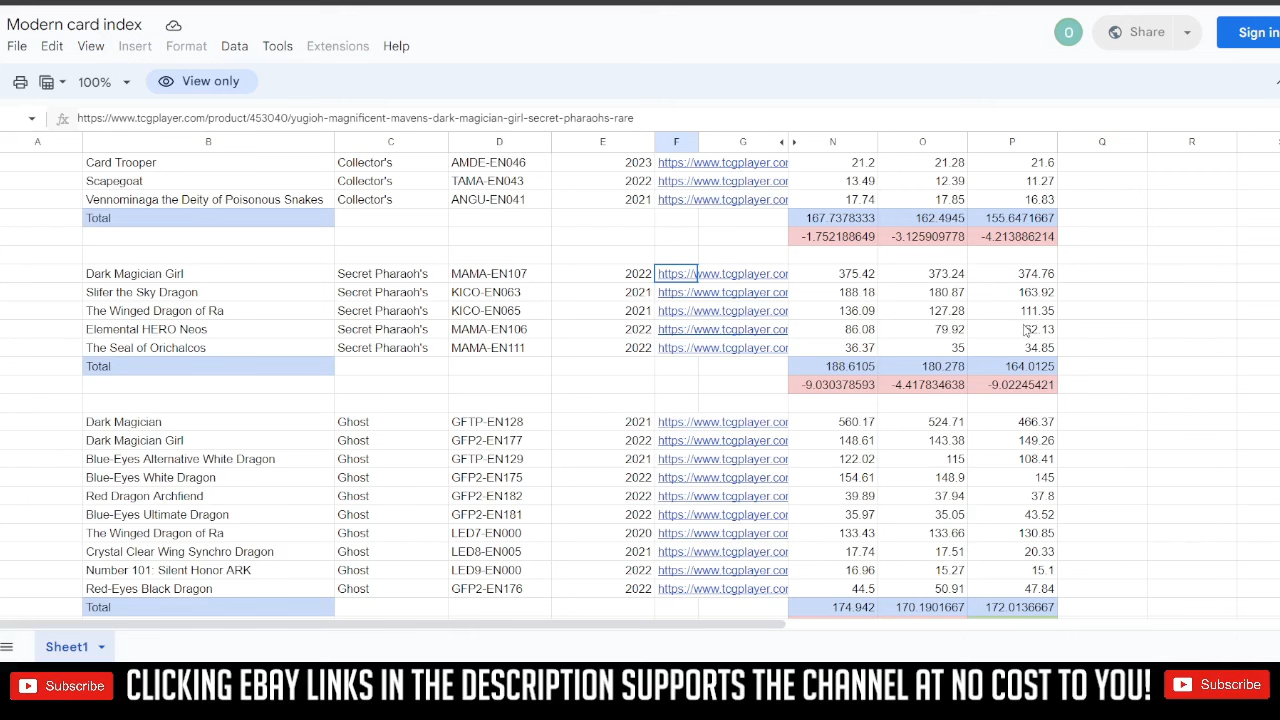 Modern card index
File Edit View Insert Format Data Tools Extensions Help
O Share Sign in
100% View only
fx https://www.tcgplayer.com/product/453040/yugioh-magnificent-mavens-dark-magician-girl-secret-pharaohs-rare
A B C D E F G N O P Q R
Card Trooper Collector's AMDE-EN046 2023 https://www.tcgplayer.cor 21.2 21.28 21.6
Scapegoat Collector's TAMA-EN043 2022 https://www.tcgplayer.cor 13.49 12.39 11.27
Vennominaga the Deity of Poisonous Snakes Collector's ANGU-EN041 2021 https://www.tcgplayer.cor 17.74 17.85 16.83
Total 167.7378333 162.4945 155.6471667
-1.752188649 -3.125909778 -4.213886214
Dark Magician Girl Secret Pharaoh's MAMA-EN107 2022 https://www.tcgplayer.cor 375.42 373.24 374.76
Slifer the Sky Dragon Secret Pharaoh's KICO-EN063 2021 https://www.tcgplayer.cor 188.18 180.87 163.92
The Winged Dragon of Ra Secret Pharaoh's KICO-EN065 2021 https://www.tcgplayer.cor 136.09 127.28 111.35
Elemental HERO Neos Secret Pharaoh's MAMA-EN106 2022 https://www.tcgplayer.cor 86.08 79.92
The Seal of Orichalcos Secret Pharaoh's MAMA-EN111 2022 https://www.tcgplayer.cor 36.37 35 34.85
Total 188.6105 180.278 164.0125
-9.030378593 -4.417834638 -9.02245421
Dark Magician Ghost GFTP-EN128 2021 https://www.tcgplayer.cor 560.17 524.71 466.37
Dark Magician Girl Ghost GFP2-EN177 2022 https://www.tcgplayer.cor 148.61 143.38 149.26
Blue-Eyes Alternative White Dragon Ghost GFTP-EN129 2021 https://www.tcgplayer.cor 122.02 115 108.41
Blue-Eyes White Dragon Ghost GFP2-EN175 2022 https://www.tcgplayer.cor 154.61 148.9 145
Red Dragon Archfiend Ghost GFP2-EN182 2022 https://www.tcgplayer.cor 39.89 37.94 37.8
Blue-Eyes Ultimate Dragon Ghost GFP2-EN181 2022 https://www.tcgplayer.cor 35.97 35.05 43.52
The Winged Dragon of Ra Ghost LED7-EN000 2020 https://www.tcgplayer.cor 133.43 133.66 130.85
Crystal Clear Wing Synchro Dragon Ghost LED8-EN005 2021 https://www.tcgplayer.cor 17.74 17.51 20.33
Number 101: Silent Honor ARK Ghost LED9-EN000 2022 https://www.tcgplayer.cor 16.96 15.27 15.1
Red-Eyes Black Dragon Ghost GFP2-EN176 2022 https://www.tcgplayer.cor 44.5 50.91 47.84
Total 174.942 170.1901667 172.0136667
Sheet1
Subscribe CLICKING EBAY LINKS IN THE DESCRIPTION SUPPORTS THE CHANNEL AT NO COST TO YOU! Subscribe